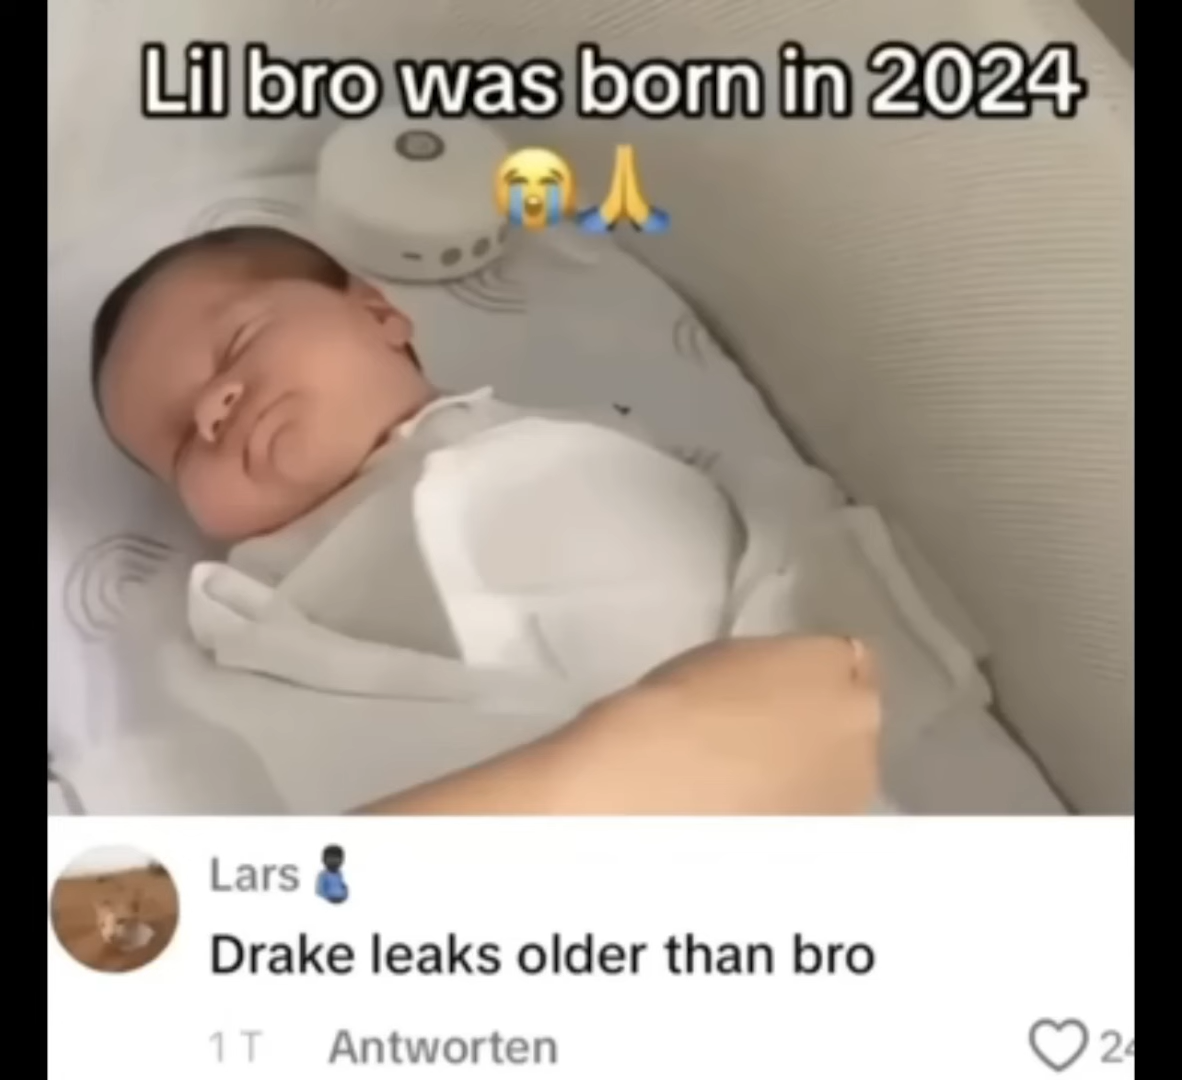 Lil bro was born in 2024
😭🙏
Lars 🫃🏿
Drake leaks older than bro
1 T Antworten